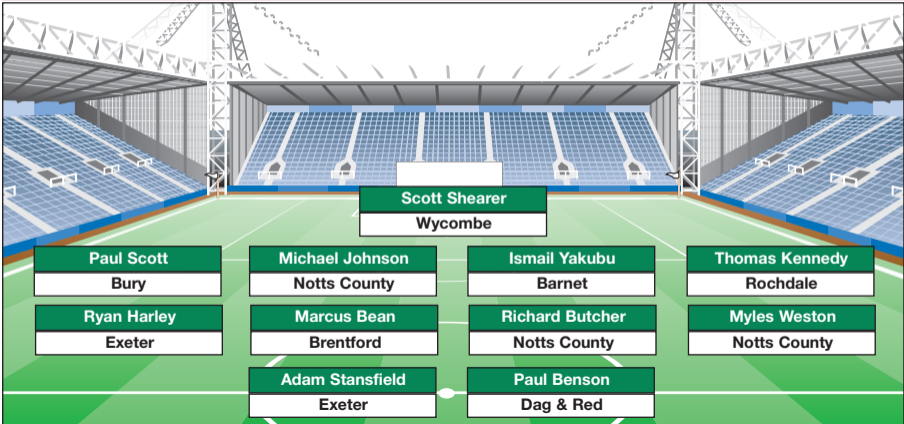 Scott Shearer
Wycombe
Paul Scott
Bury
Michael Johnson
Notts County
Ismail Yakubu
Barnet
Thomas Kennedy
Rochdale
Ryan Harley
Exeter
Marcus Bean
Brentford
Richard Butcher
Notts County
Myles Weston
Notts County
Adam Stansfield
Exeter
Paul Benson
Dag & Red